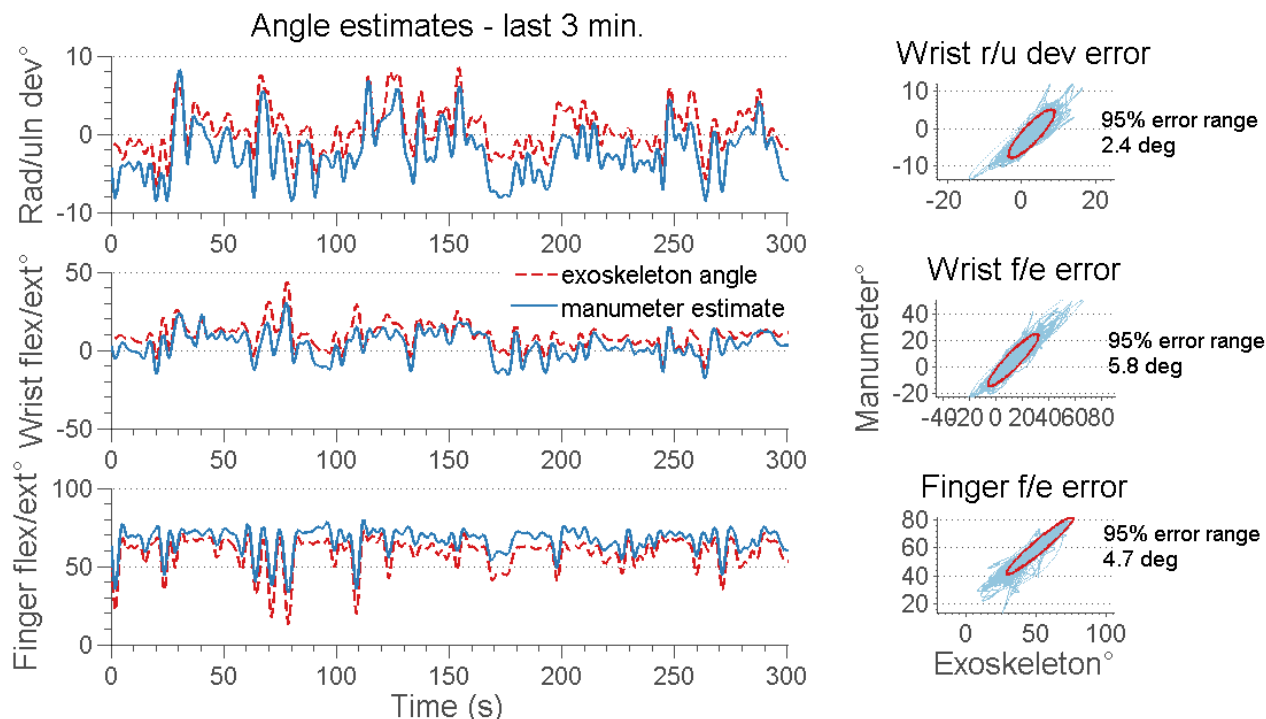 Angle estimates - last 3 min.
Rad/uln dev°
10
0
-10
0 50 100 150 200 250 300
Wrist flex/ext°
50
0
-50
exoskeleton angle
manumeter estimate
0 50 100 150 200 250 300
Finger flex/ext°
100
50
0
0 50 100 150 200 250 300
Time (s)
Wrist r/u dev error
10
0
-10
-20 0 20
95% error range
2.4 deg
Manumeter°
Wrist f/e error
40
20
0
-20
-40 -20 0 20 40 60 80
95% error range
5.8 deg
Finger f/e error
80
60
40
20
0 50 100
95% error range
4.7 deg
Exoskeleton°